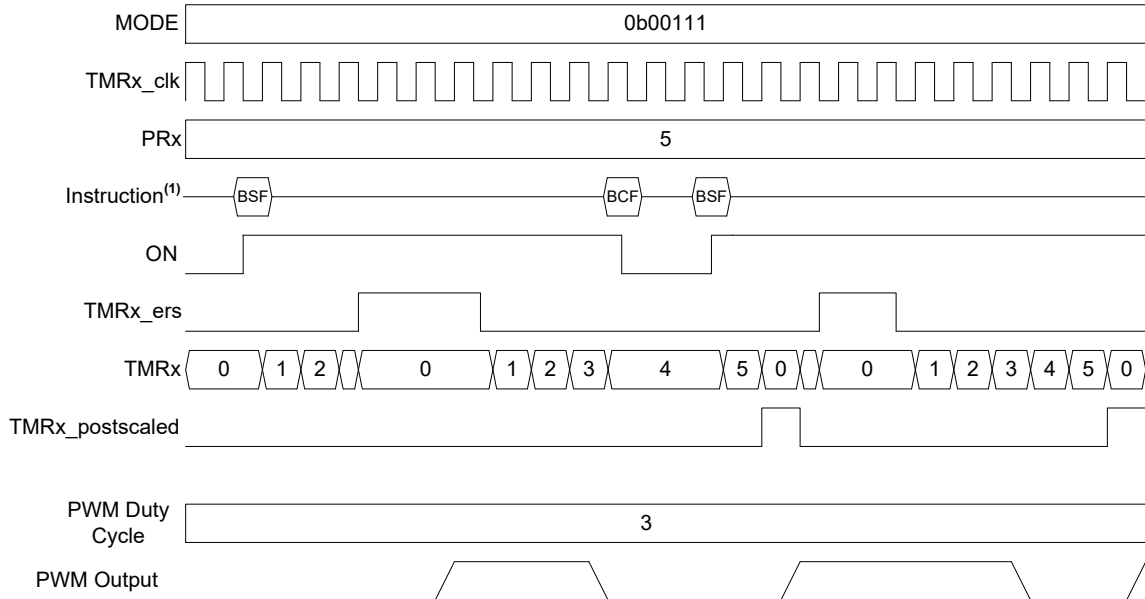 MODE 0b00111
TMRx_clk
PRx 5
Instruction(1) BSF BCF BSF
ON
TMRx_ers
TMRx 0 1 2 0 1 2 3 4 5 0 0 1 2 3 4 5 0
TMRx_postscaled
PWM Duty
Cycle
3
PWM Output